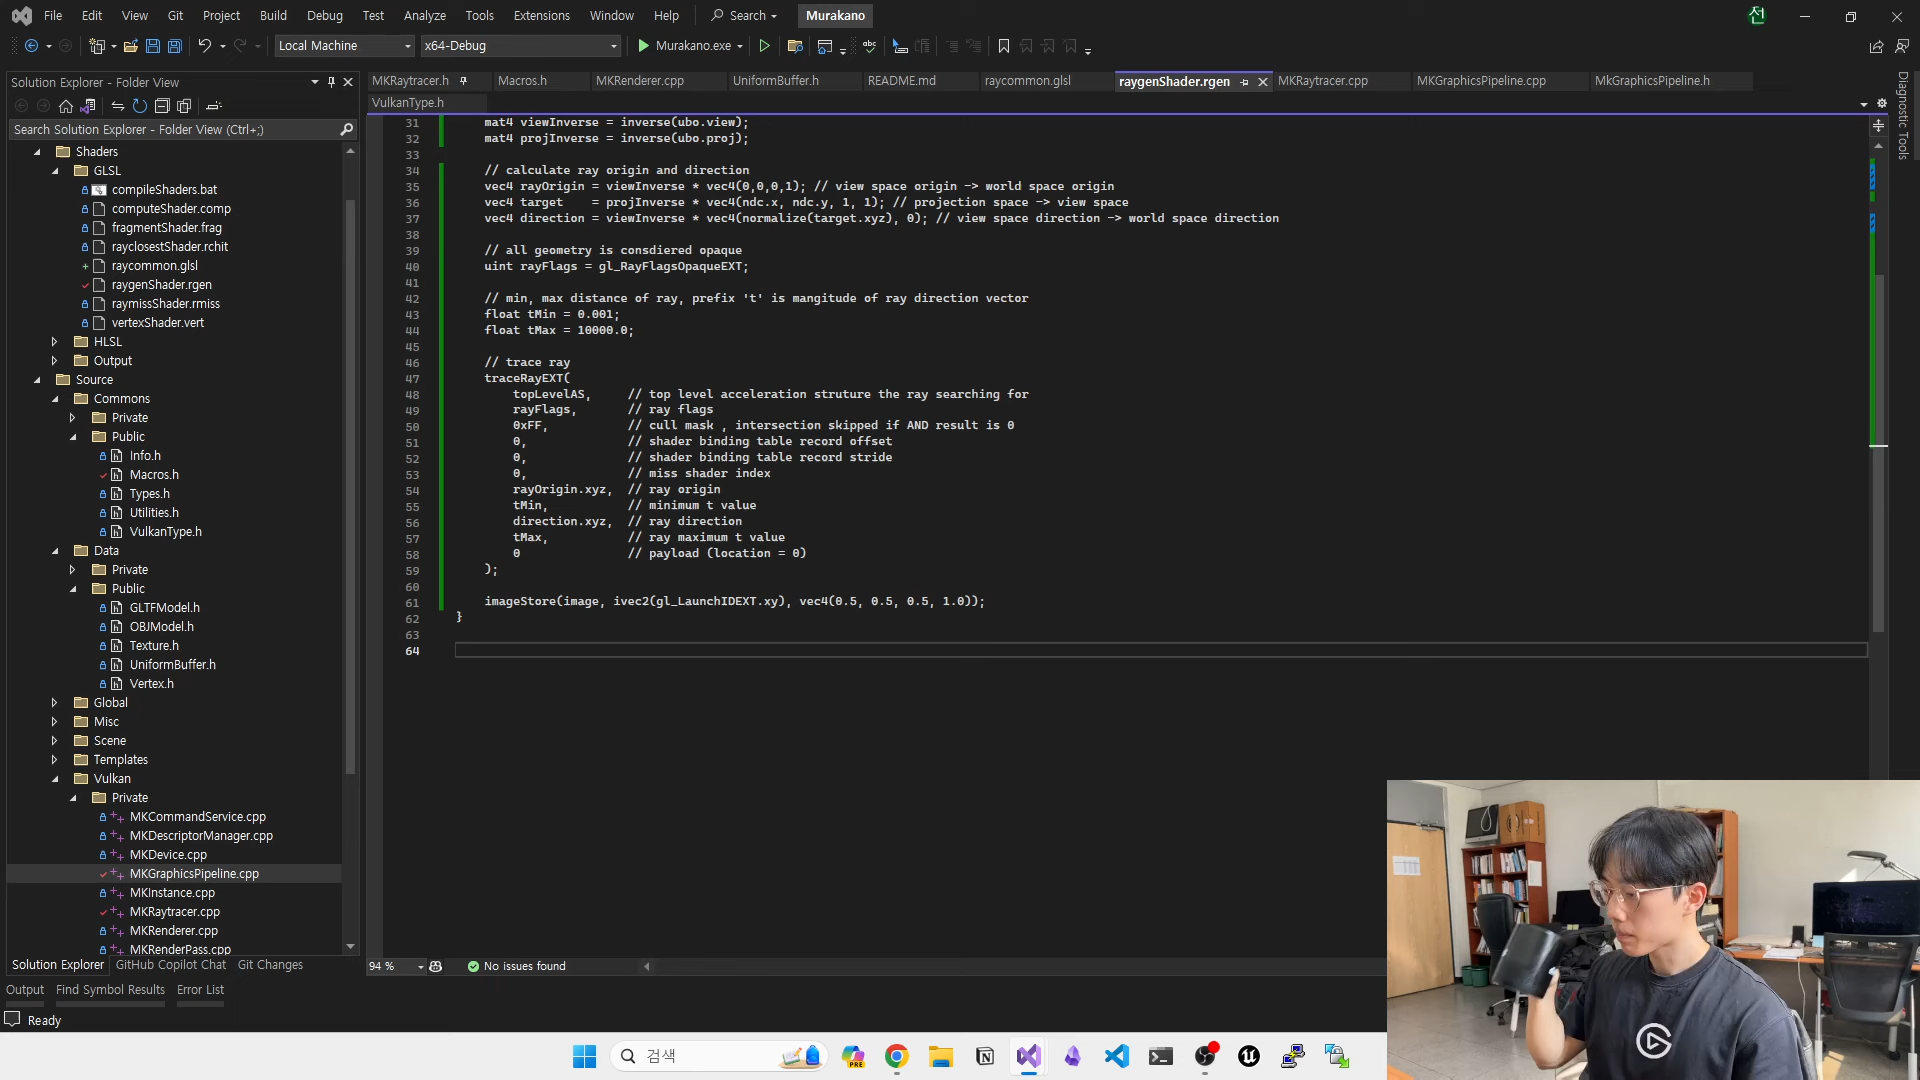 File Edit View Git Project Build Debug Test Analyze Tools Extensions Window Help Search Murakano 선
Local Machine x64-Debug Murakano.exe
Solution Explorer - Folder View
Search Solution Explorer - Folder View (Ctrl+;)
Shaders
GLSL
compileShaders.bat
computeShader.comp
fragmentShader.frag
rayclosestShader.rchit
raycommon.glsl
raygenShader.rgen
raymissShader.rmiss
vertexShader.vert
HLSL
Output
Source
Commons
Private
Public
Info.h
Macros.h
Types.h
Utilities.h
VulkanType.h
Data
Private
Public
GLTFModel.h
OBJModel.h
Texture.h
UniformBuffer.h
Vertex.h
Global
Misc
Scene
Templates
Vulkan
Private
MKCommandService.cpp
MKDescriptorManager.cpp
MKDevice.cpp
MKGraphicsPipeline.cpp
MKInstance.cpp
MKRaytracer.cpp
MKRenderer.cpp
MKRenderPass.cpp
Solution Explorer GitHub Copilot Chat Git Changes
MKRaytracer.h Macros.h MKRenderer.cpp UniformBuffer.h README.md raycommon.glsl raygenShader.rgen MKRaytracer.cpp MKGraphicsPipeline.cpp MkGraphicsPipeline.h
VulkanType.h
31 mat4 viewInverse = inverse(ubo.view);
32 mat4 projInverse = inverse(ubo.proj);
33
34 // calculate ray origin and direction
35 vec4 rayOrigin = viewInverse * vec4(0,0,0,1); // view space origin -> world space origin
36 vec4 target    = projInverse * vec4(ndc.x, ndc.y, 1, 1); // projection space -> view space
37 vec4 direction = viewInverse * vec4(normalize(target.xyz), 0); // view space direction -> world space direction
38
39 // all geometry is consdiered opaque
40 uint rayFlags = gl_RayFlagsOpaqueEXT;
41
42 // min, max distance of ray, prefix 't' is mangitude of ray direction vector
43 float tMin = 0.001;
44 float tMax = 10000.0;
45
46 // trace ray
47 traceRayEXT(
48 topLevelAS,     // top level acceleration struture the ray searching for
49 rayFlags,       // ray flags
50 0xFF,           // cull mask , intersection skipped if AND result is 0
51 0,              // shader binding table record offset
52 0,              // shader binding table record stride
53 0,              // miss shader index
54 rayOrigin.xyz,  // ray origin
55 tMin,           // minimum t value
56 direction.xyz,  // ray direction
57 tMax,           // ray maximum t value
58 0               // payload (location = 0)
59 );
60
61 imageStore(image, ivec2(gl_LaunchIDEXT.xy), vec4(0.5, 0.5, 0.5, 1.0));
62 }
63
64
94 % No issues found
Diagnostic Tools
Output Find Symbol Results Error List
Ready
검색
PRE